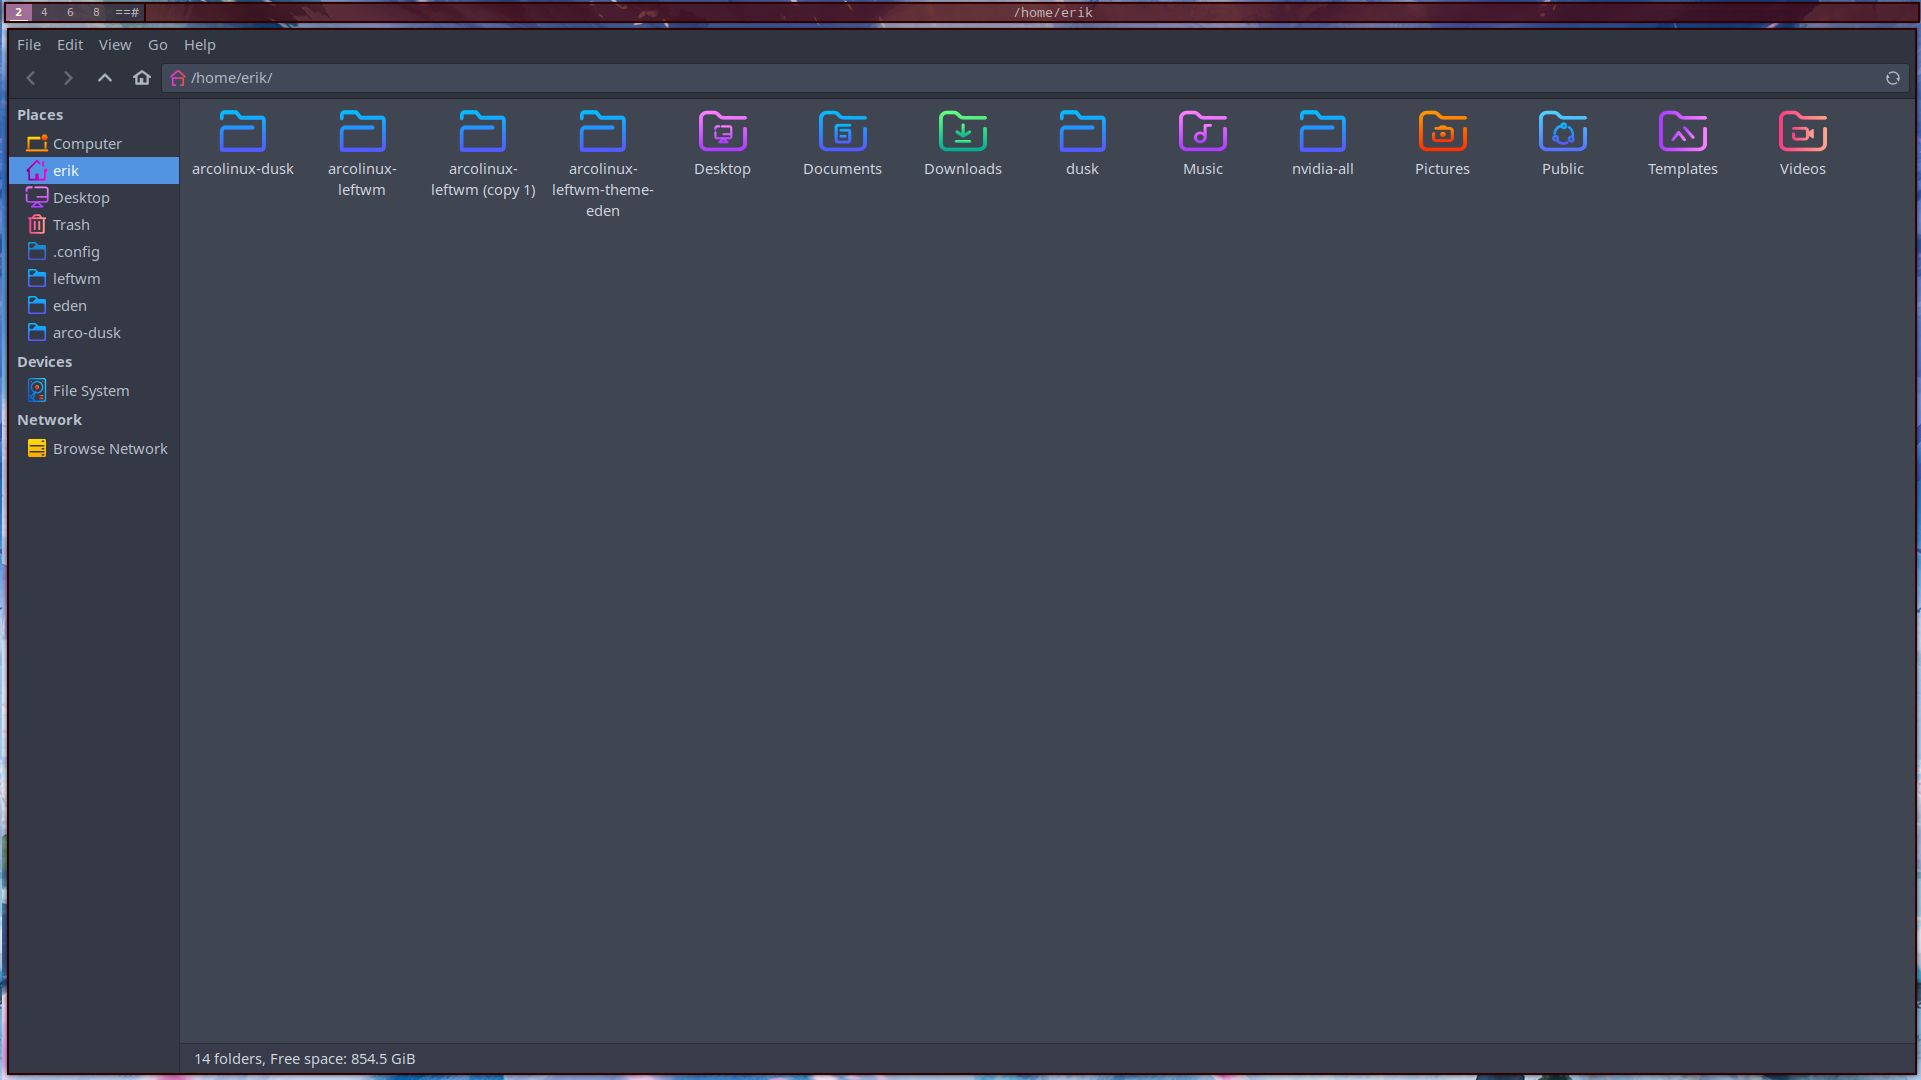 2 4 6 8 ==# /home/erik
File Edit View Go Help
/home/erik/
Places
Computer
erik
Desktop
Trash
.config
leftwm
eden
arco-dusk
Devices
File System
Network
Browse Network
arcolinux-dusk
arcolinux-
leftwm
arcolinux-
leftwm (copy 1)
arcolinux-
leftwm-theme-
eden
Desktop
Documents
Downloads
dusk
Music
nvidia-all
Pictures
Public
Templates
Videos
14 folders, Free space: 854.5 GiB